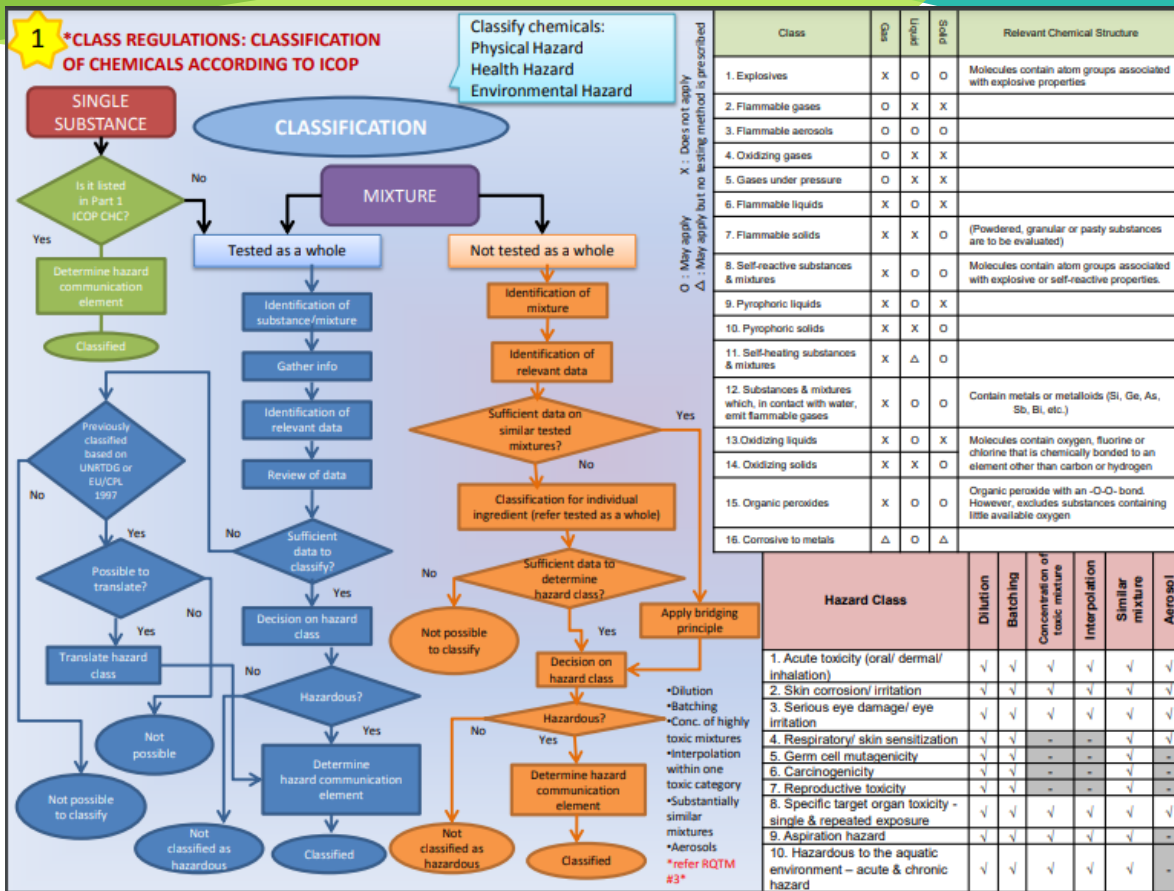 1
*CLASS REGULATIONS: CLASSIFICATION
OF CHEMICALS ACCORDING TO ICOP
Classify chemicals:
Physical Hazard
Health Hazard
Environmental Hazard
SINGLE
SUBSTANCE
CLASSIFICATION
MIXTURE
Is it listed
in Part 1
ICOP CHC?
No
Yes
Determine hazard
communication
element
Classified
Tested as a whole
Identification of
substance/mixture
Gather info
Identification of
relevant data
Review of data
Sufficient
data to
classify?
Yes
Decision on hazard
class
No
Hazardous?
Yes
Determine
hazard communication
element
Classified
Not
classified as
hazardous
Previously
classified
based on
UNRTDG or
EU/CPL
1997
No
Yes
Possible to
translate?
No
Yes
Translate hazard
class
Not
possible
Not possible
to classify
Not tested as a whole
Identification of
mixture
Identification of
relevant data
Sufficient data on
similar tested
mixtures?
Yes
No
Classification for individual
ingredient (refer tested as a whole)
Sufficient data to
determine
hazard class?
No
Not possible
to classify
Yes
Apply bridging
principle
Decision on
hazard class
Hazardous?
No
Yes
Determine hazard
communication
element
Not
classified as
hazardous
Classified
•Dilution
•Batching
•Conc. of highly
toxic mixtures
•Interpolation
within one
toxic category
•Substantially
similar
mixtures
•Aerosols
*refer RQTM
#3*
O : May apply X : Does not apply
△ : May apply but no testing method is prescribed
Class Gas Liquid Solid Relevant Chemical Structure
1. Explosives X O O Molecules contain atom groups associated
with explosive properties
2. Flammable gases O X X
3. Flammable aerosols O O O
4. Oxidizing gases O X X
5. Gases under pressure O X X
6. Flammable liquids X O X
7. Flammable solids X X O (Powdered, granular or pasty substances
are to be evaluated)
8. Self-reactive substances
& mixtures X O O Molecules contain atom groups associated
with explosive or self-reactive properties.
9. Pyrophoric liquids X O X
10. Pyrophoric solids X X O
11. Self-heating substances
& mixtures X △ O
12. Substances & mixtures
which, in contact with water,
emit flammable gases X O O Contain metals or metalloids (Si, Ge, As,
Sb, Bi, etc.)
13.Oxidizing liquids X O X Molecules contain oxygen, fluorine or
chlorine that is chemically bonded to an
element other than carbon or hydrogen
14. Oxidizing solids X X O
15. Organic peroxides X O O Organic peroxide with an -O-O- bond.
However, excludes substances containing
little available oxygen
16. Corrosive to metals △ O △
Hazard Class Dilution Batching Concentration of
toxic mixture Interpolation Similar
mixture Aerosol
1. Acute toxicity (oral/ dermal/
inhalation) √ √ √ √ √ √
2. Skin corrosion/ irritation √ √ √ √ √ √
3. Serious eye damage/ eye
irritation √ √ √ √ √ √
4. Respiratory/ skin sensitization √ √ - - √ √
5. Germ cell mutagenicity √ √ - - √ -
6. Carcinogenicity √ √ - - √ -
7. Reproductive toxicity √ √ - - √ -
8. Specific target organ toxicity -
single & repeated exposure √ √ √ √ √ √
9. Aspiration hazard √ √ √ √ √ -
10. Hazardous to the aquatic
environment – acute & chronic
hazard √ √ √ √ √ -